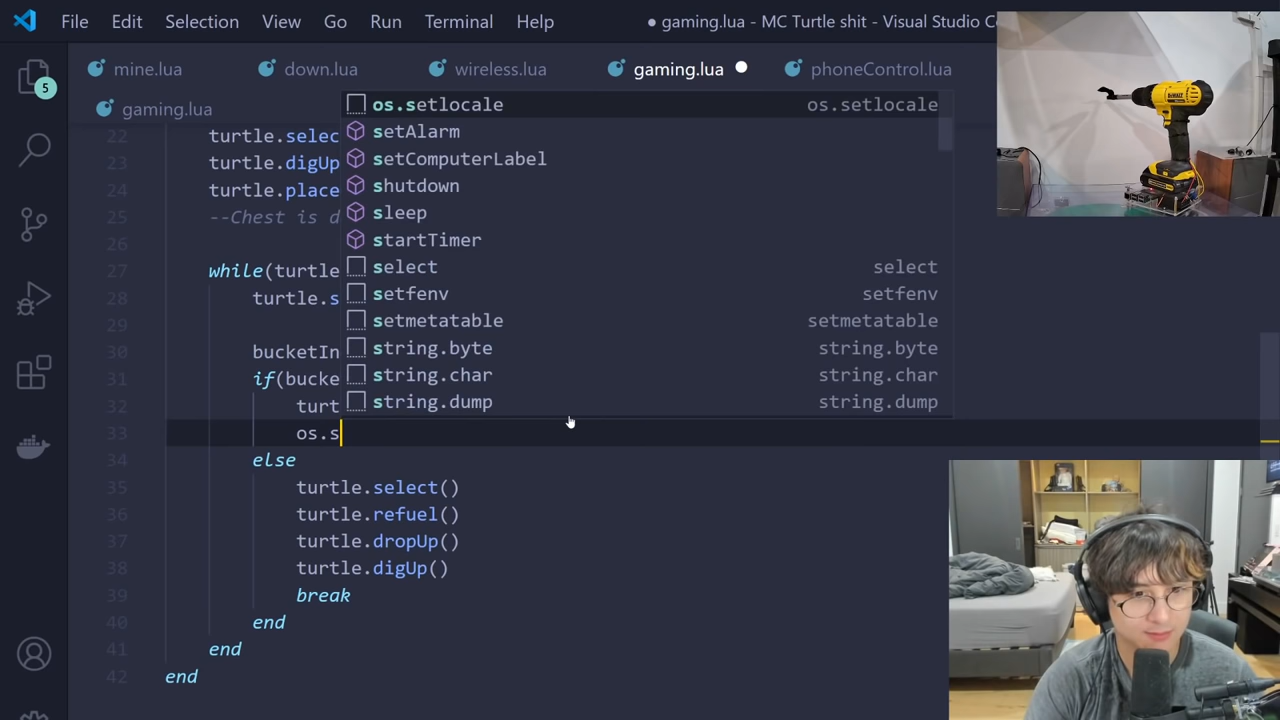 File Edit Selection View Go Run Terminal Help
● gaming.lua - MC Turtle shit - Visual Studio
mine.lua down.lua wireless.lua gaming.lua phoneControl.lua
5
gaming.lua
os.setlocale os.setlocale
setAlarm
setComputerLabel
shutdown
sleep
startTimer
select select
setfenv setfenv
setmetatable setmetatable
string.byte string.byte
string.char string.char
string.dump string.dump
22 turtle.selec
23 turtle.digUp
24 turtle.place
25 --Chest is d
26
27 while(turtle
28 turtle.s
29
30 bucketIn
31 if(bucke
32 turt
33 os.s
34 else
35 turtle.select()
36 turtle.refuel()
37 turtle.dropUp()
38 turtle.digUp()
39 break
40 end
41 end
42 end
DEWALT